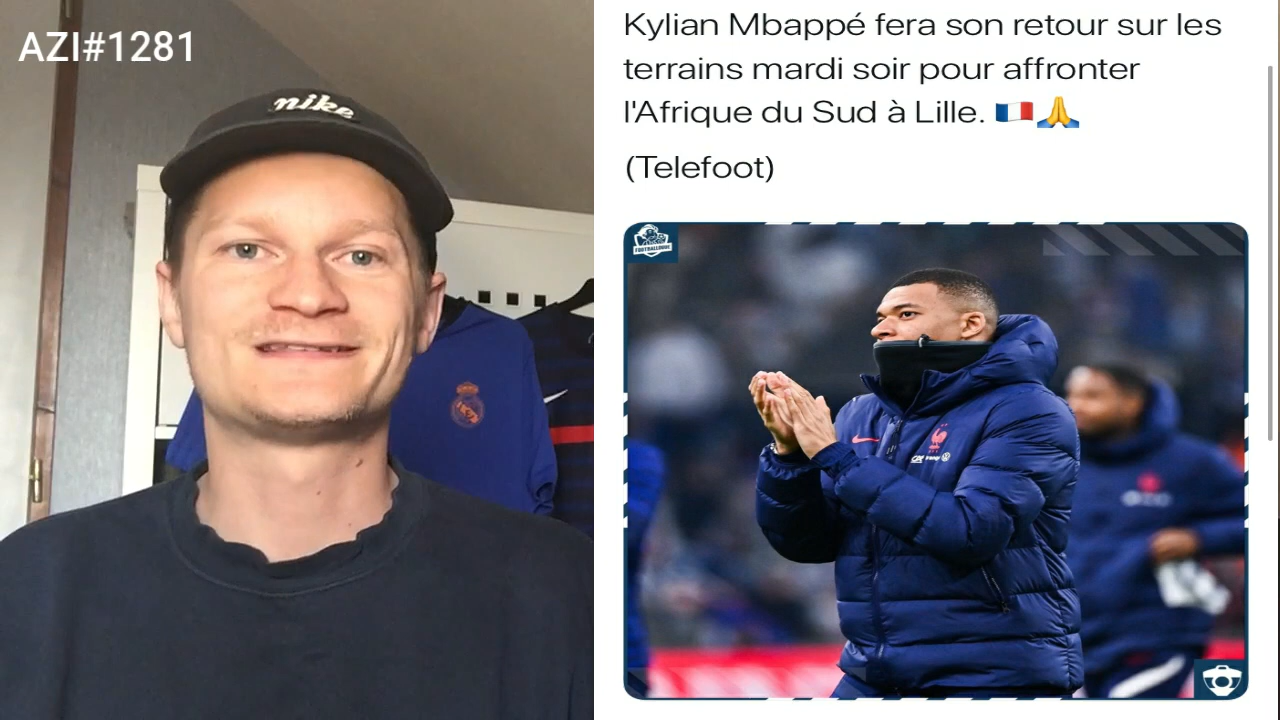 AZI#1281
nike
Kylian Mbappé fera son retour sur les
terrains mardi soir pour affronter
l'Afrique du Sud à Lille. 🇫🇷🙏
(Telefoot)
FOOTBALLOGUE